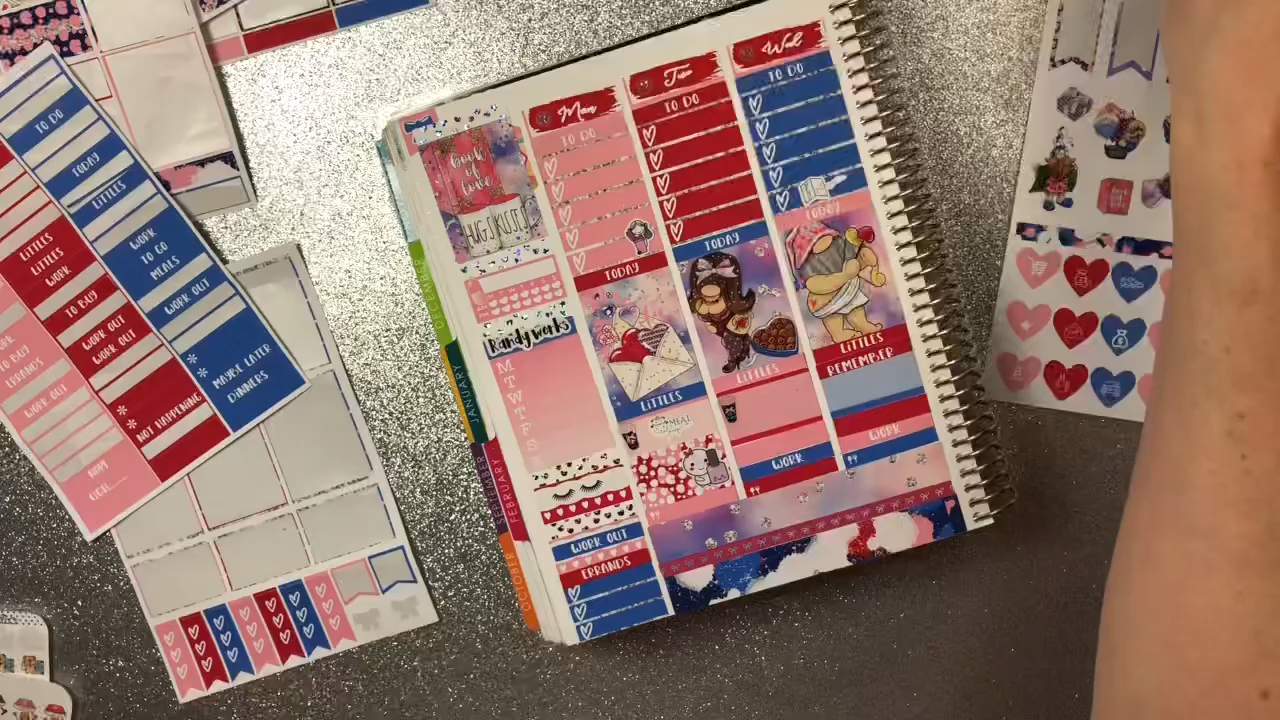 TO DO
TODAY
LITTLES
WORK
TO GO
MEALS
WORK OUT
*
* MAYBE LATER
DINNERS
LITTLES
LITTLES
WORK
TO BUY
WORK OUT
WORK OUT
*
* NOT HAPPENING
TO BUY
ERRANDS
WORK OUT
DECEMBER
JANUARY
FEBRUARY
SEPTEMBER
OCTOBER
book
of
love
HUGS KISSES
Randy works
M
T
W
T
F
S
WORK OUT
ERRANDS
Mon
TO DO
TODAY
LITTLES
MEAL
Tue
TO DO
TODAY
LITTLES
WORK
Wed
TO DO
TODAY
LITTLES
REMEMBER
WORK